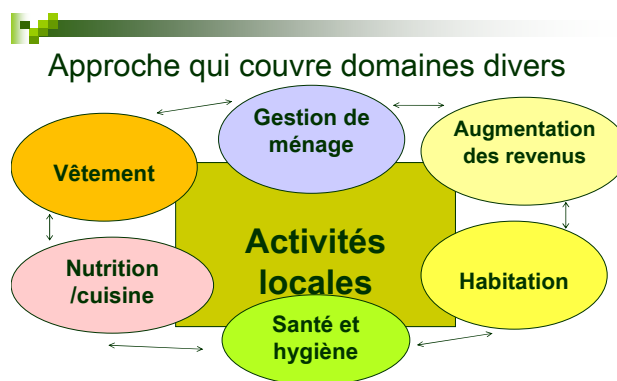 Approche qui couvre domaines divers
Gestion de
ménage
Augmentation
des revenus
Vêtement
Activités
locales
Nutrition
/cuisine
Habitation
Santé et
hygiène